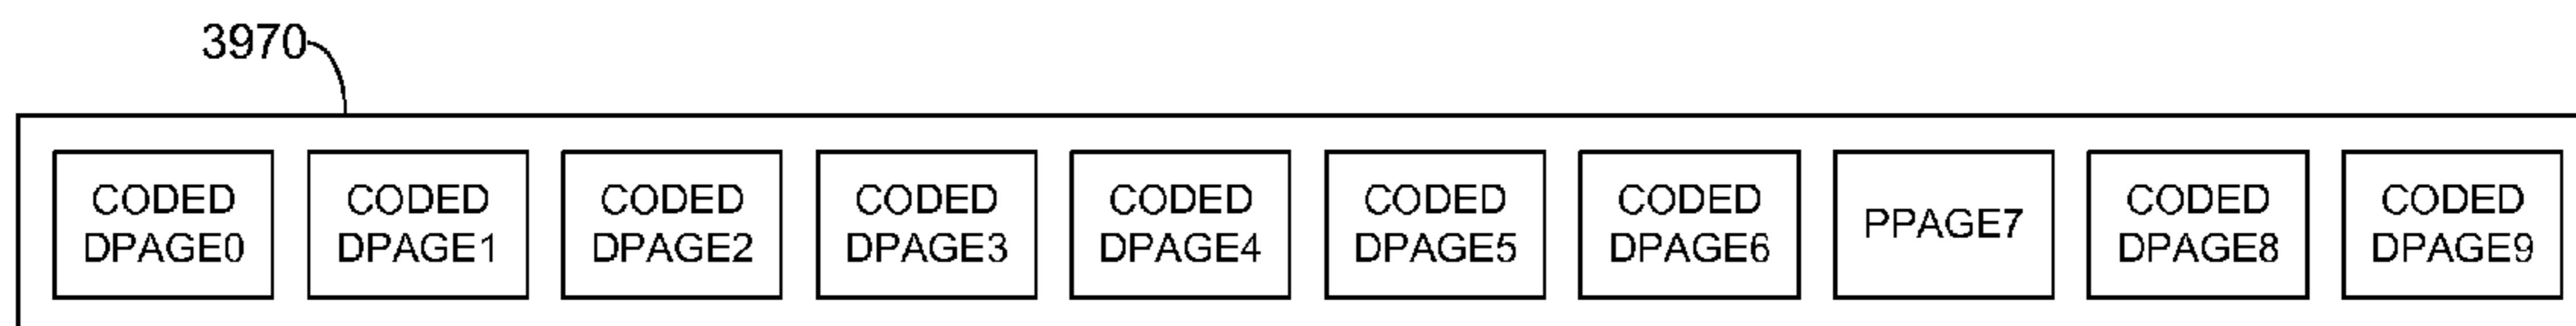 3970
CODED
DPAGE0
CODED
DPAGE1
CODED
DPAGE2
CODED
DPAGE3
CODED
DPAGE4
CODED
DPAGE5
CODED
DPAGE6
PPAGE7
CODED
DPAGE8
CODED
DPAGE9